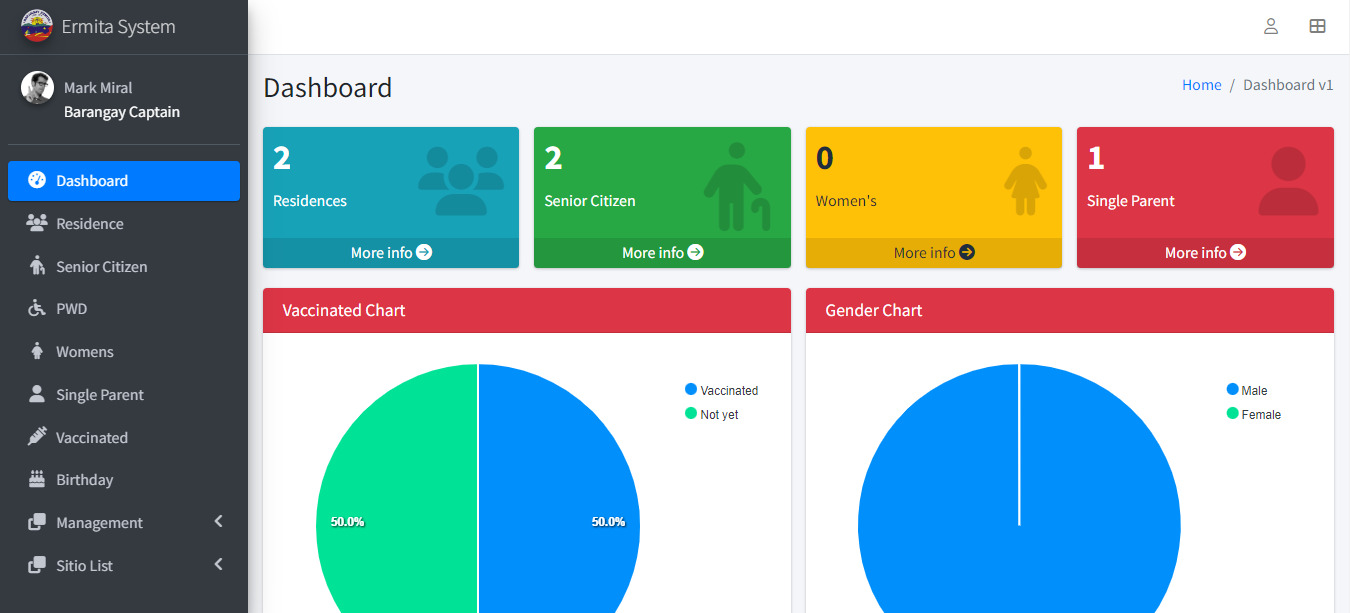 Ermita System
Mark Miral
Barangay Captain
Dashboard
Residence
Senior Citizen
PWD
Womens
Single Parent
Vaccinated
Birthday
Management
Sitio List
Dashboard
Home / Dashboard v1
2
Residences
More info
2
Senior Citizen
More info
0
Women's
More info
1
Single Parent
More info
Vaccinated Chart
Vaccinated
Not yet
50.0%
50.0%
Gender Chart
Male
Female